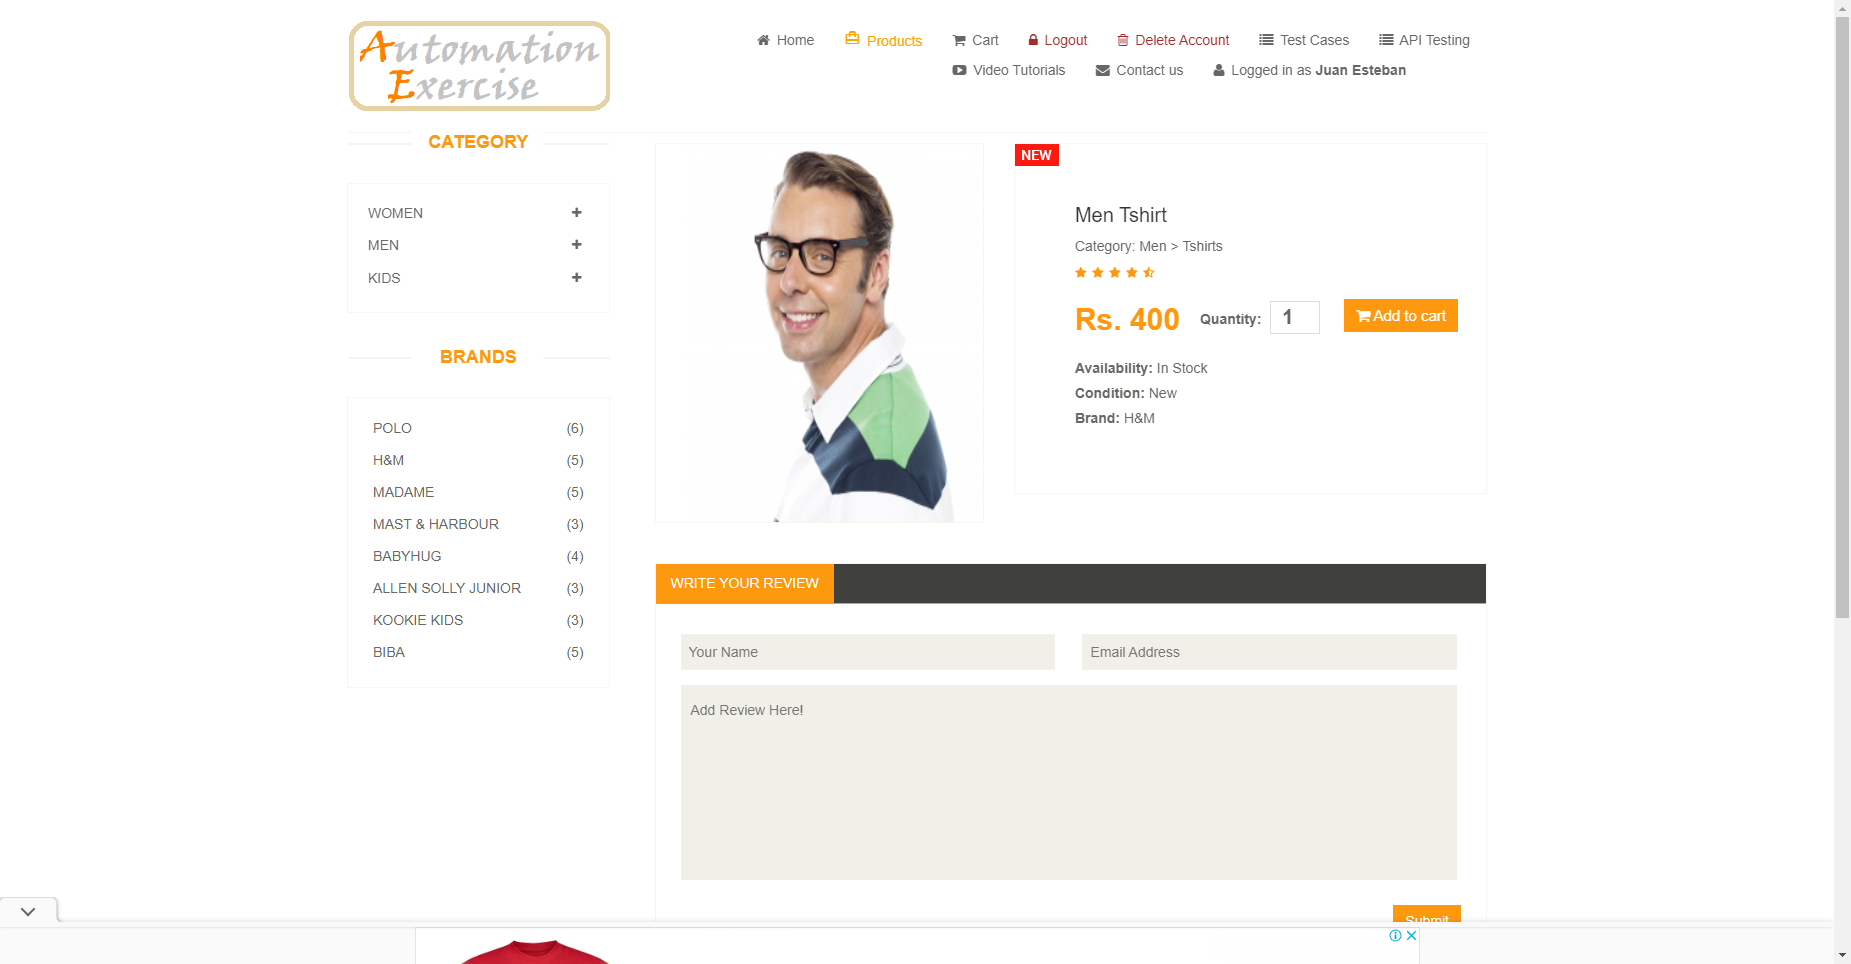 Automation
Exercise
Home
Products
Cart
Logout
Delete Account
Test Cases
API Testing
Video Tutorials
Contact us
Logged in as Juan Esteban
CATEGORY
WOMEN
MEN
KIDS
BRANDS
POLO (6)
H&M (5)
MADAME (5)
MAST & HARBOUR (3)
BABYHUG (4)
ALLEN SOLLY JUNIOR (3)
KOOKIE KIDS (3)
BIBA (5)
NEW
Men Tshirt
Category: Men > Tshirts
Rs. 400
Quantity: 1
Add to cart
Availability: In Stock
Condition: New
Brand: H&M
WRITE YOUR REVIEW
Your Name
Email Address
Add Review Here!
Submit